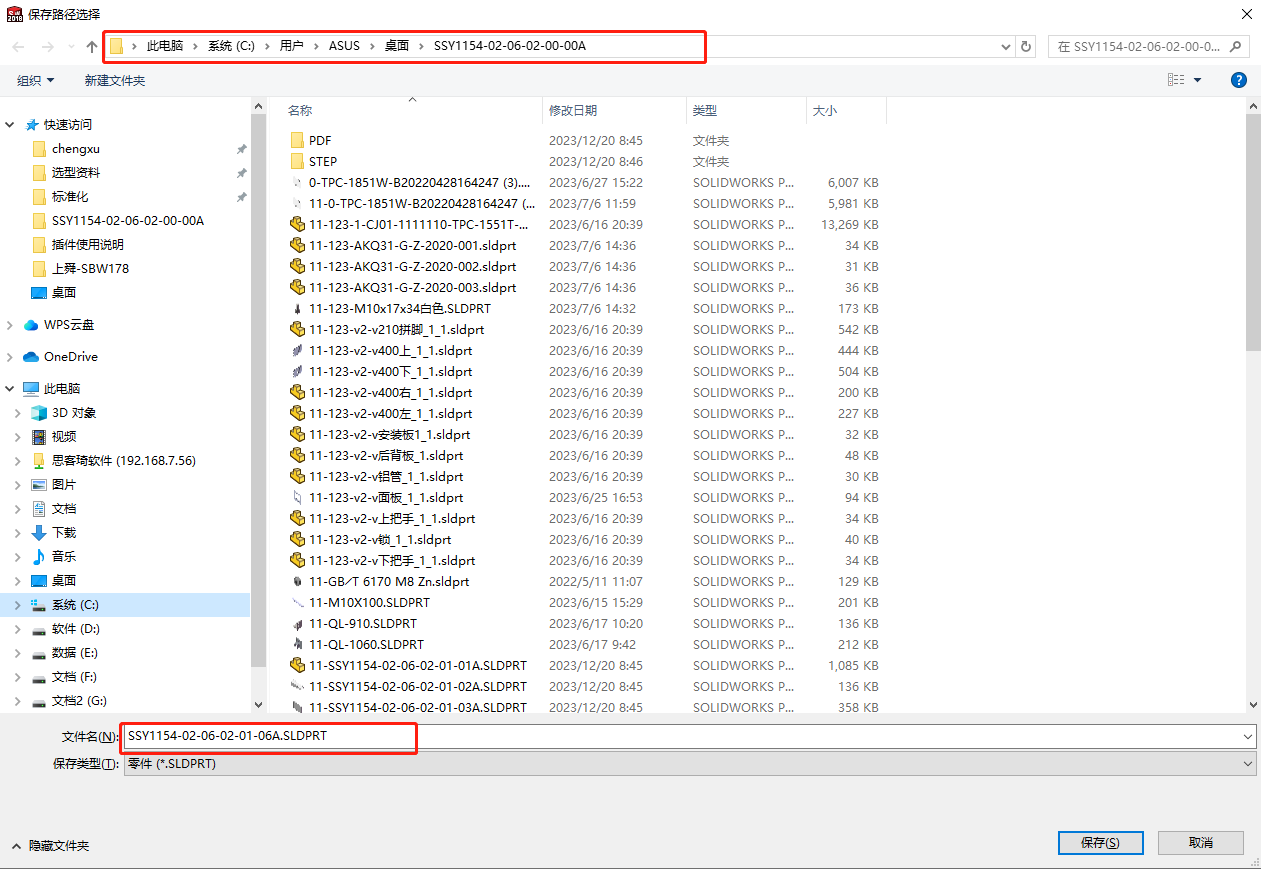 保存路径选择
此电脑 系统 (C:) 用户 ASUS 桌面 SSY1154-02-06-02-00-00A 在 SSY1154-02-06-02-00-0...
组织 新建文件夹
快速访问
chengxu
选型资料
标准化
SSY1154-02-06-02-00-00A
插件使用说明
上舜-SBW178
桌面
WPS云盘
OneDrive
此电脑
3D 对象
视频
思客琦软件 (192.168.7.56)
图片
文档
下载
音乐
桌面
系统 (C:)
软件 (D:)
数据 (E:)
文档 (F:)
文档2 (G:)
名称 修改日期 类型 大小
PDF 2023/12/20 8:45 文件夹
STEP 2023/12/20 8:46 文件夹
0-TPC-1851W-B20220428164247 (3).... 2023/6/27 15:22 SOLIDWORKS P... 6,007 KB
11-0-TPC-1851W-B20220428164247 (... 2023/7/6 11:59 SOLIDWORKS P... 5,981 KB
11-123-1-CJ01-1111110-TPC-1551T-... 2023/6/16 20:39 SOLIDWORKS P... 13,269 KB
11-123-AKQ31-G-Z-2020-001.sldprt 2023/7/6 14:36 SOLIDWORKS P... 34 KB
11-123-AKQ31-G-Z-2020-002.sldprt 2023/7/6 14:36 SOLIDWORKS P... 31 KB
11-123-AKQ31-G-Z-2020-003.sldprt 2023/7/6 14:36 SOLIDWORKS P... 36 KB
11-123-M10x17x34白色.SLDPRT 2023/7/6 14:32 SOLIDWORKS P... 173 KB
11-123-v2-v210拼脚_1_1.sldprt 2023/6/16 20:39 SOLIDWORKS P... 542 KB
11-123-v2-v400上_1_1.sldprt 2023/6/16 20:39 SOLIDWORKS P... 444 KB
11-123-v2-v400下_1_1.sldprt 2023/6/16 20:39 SOLIDWORKS P... 504 KB
11-123-v2-v400右_1_1.sldprt 2023/6/16 20:39 SOLIDWORKS P... 200 KB
11-123-v2-v400左_1_1.sldprt 2023/6/16 20:39 SOLIDWORKS P... 227 KB
11-123-v2-v安装板1_1_1.sldprt 2023/6/16 20:39 SOLIDWORKS P... 32 KB
11-123-v2-v后背板_1_1.sldprt 2023/6/16 20:39 SOLIDWORKS P... 48 KB
11-123-v2-v铝管_1_1.sldprt 2023/6/16 20:39 SOLIDWORKS P... 30 KB
11-123-v2-v面板_1_1.sldprt 2023/6/25 16:53 SOLIDWORKS P... 94 KB
11-123-v2-v上把手_1_1.sldprt 2023/6/16 20:39 SOLIDWORKS P... 34 KB
11-123-v2-v锁_1_1.sldprt 2023/6/16 20:39 SOLIDWORKS P... 40 KB
11-123-v2-v下把手_1_1.sldprt 2023/6/16 20:39 SOLIDWORKS P... 34 KB
11-GB∕T 6170 M8 Zn.sldprt 2022/5/11 11:07 SOLIDWORKS P... 129 KB
11-M10X100.SLDPRT 2023/6/15 15:29 SOLIDWORKS P... 201 KB
11-QL-910.SLDPRT 2023/6/17 10:20 SOLIDWORKS P... 136 KB
11-QL-1060.SLDPRT 2023/6/17 9:42 SOLIDWORKS P... 212 KB
11-SSY1154-02-06-02-01-01A.SLDPRT 2023/12/20 8:45 SOLIDWORKS P... 1,085 KB
11-SSY1154-02-06-02-01-02A.SLDPRT 2023/12/20 8:45 SOLIDWORKS P... 136 KB
11-SSY1154-02-06-02-01-03A.SLDPRT 2023/12/20 8:45 SOLIDWORKS P... 358 KB
文件名(N): SSY1154-02-06-02-01-06A.SLDPRT
保存类型(T): 零件 (*.SLDPRT)
隐藏文件夹 保存(S) 取消